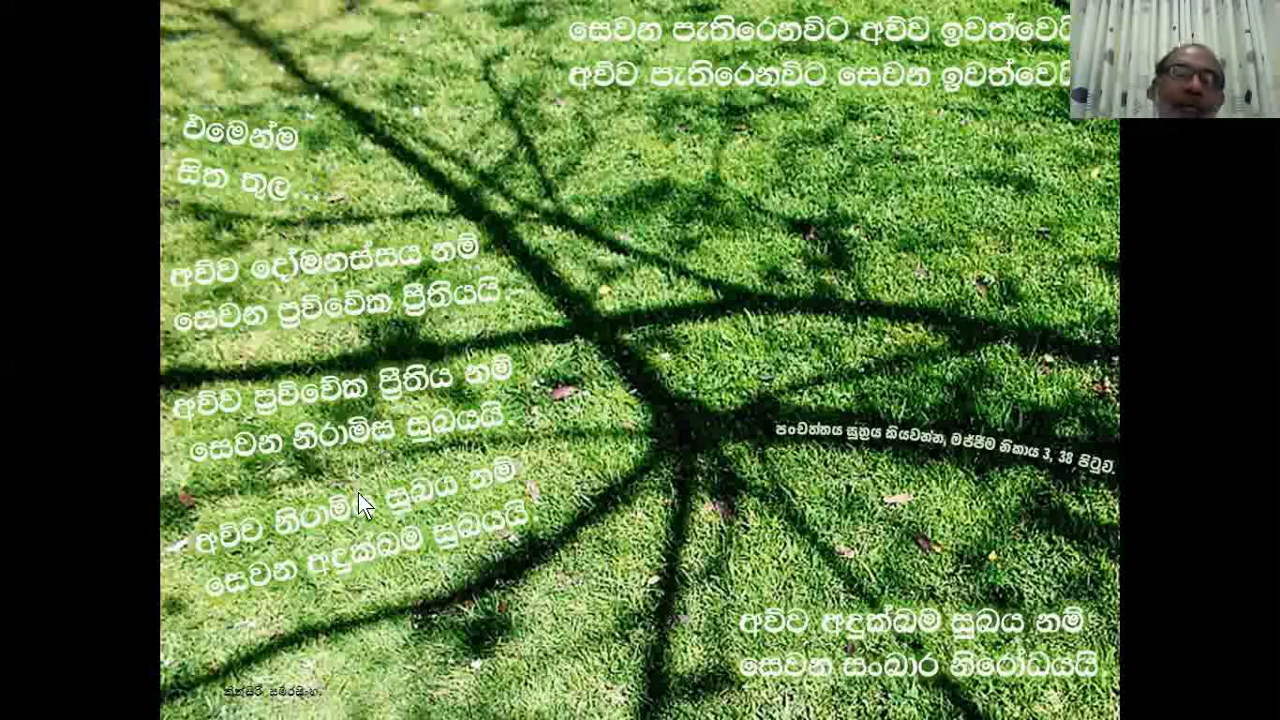 සෙවන පැතිරෙනවිට අව්ව ඉවත්වෙයි
අව්ව පැතිරෙනවිට සෙවන ඉවත්වෙයි
එමෙන්ම
සිත තුල....
අව්ව දෝමනස්සය නම්
සෙවන ප්‍රවිවේක ප්‍රීතියයි
අව්ව ප්‍රවිවේක ප්‍රීතිය නම්
සෙවන නිරාමිස සුඛයයි
අව්ව නිරාමිස සුඛය නම්
සෙවන අදුක්ඛම සුඛයයි
පංචත්තය සූත්‍රය කියවන්න, මජ්ඣිම නිකාය 3, 38 පිටුව.
අව්ව අදුක්ඛම සුඛය නම්
සෙවන සංඛාර නිරෝධයයි